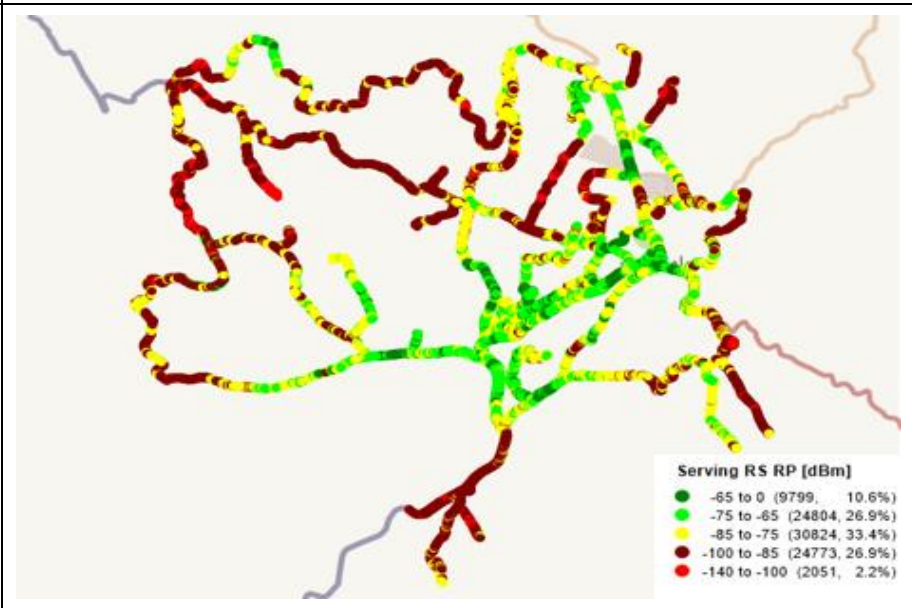 Serving RS RP [dBm]
-65 to 0 (9799, 10.6%)
-75 to -65 (24804, 26.9%)
-85 to -75 (30824, 33.4%)
-100 to -85 (24773, 26.9%)
-140 to -100 (2051, 2.2%)